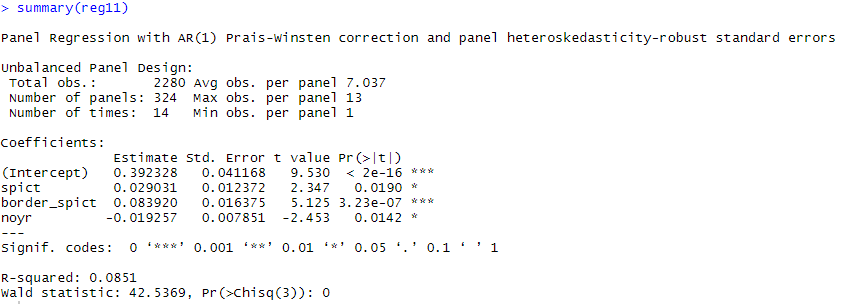 > summary(reg11)
Panel Regression with AR(1) Prais-Winsten correction and panel heteroskedasticity-robust standard errors
Unbalanced Panel Design:
Total obs.: 2280 Avg obs. per panel 7.037
Number of panels: 324 Max obs. per panel 13
Number of times: 14 Min obs. per panel 1
Coefficients:
Estimate Std. Error t value Pr(>|t|)
(Intercept) 0.392328 0.041168 9.530 < 2e-16 ***
spict 0.029031 0.012372 2.347 0.0190 *
border_spict 0.083920 0.016375 5.125 3.23e-07 ***
noyr -0.019257 0.007851 -2.453 0.0142 *
---
Signif. codes: 0 ‘***’ 0.001 ‘**’ 0.01 ‘*’ 0.05 ‘.’ 0.1 ‘ ’ 1
R-squared: 0.0851
Wald statistic: 42.5369, Pr(>Chisq(3)): 0